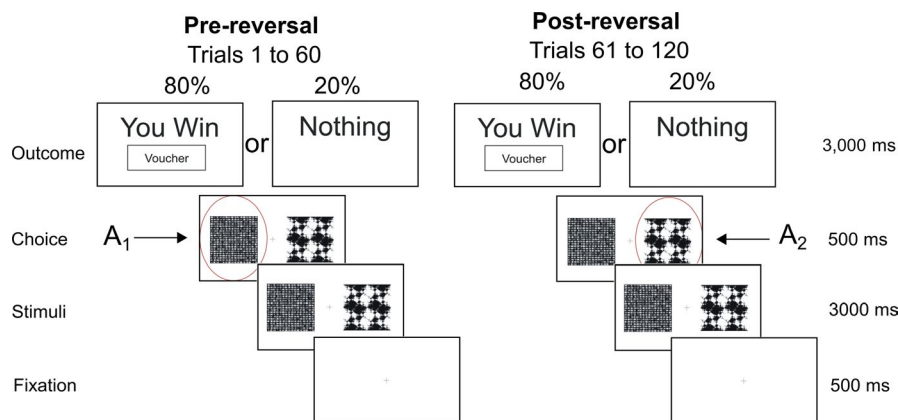 Pre-reversal
Trials 1 to 60
80% 20%
Post-reversal
Trials 61 to 120
80% 20%
Outcome
You Win
Voucher
or
Nothing
You Win
Voucher
or
Nothing
3,000 ms
Choice
A₁
A₂
500 ms
Stimuli
3000 ms
Fixation
500 ms